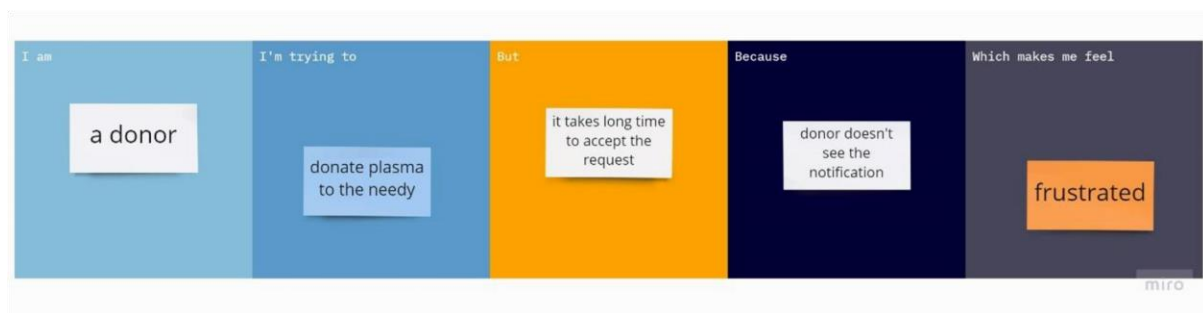 I am
I'm trying to
But
Because
Which makes me feel
a donor
donate plasma
to the needy
it takes long time
to accept the
request
donor doesn't
see the
notification
frustrated
miro